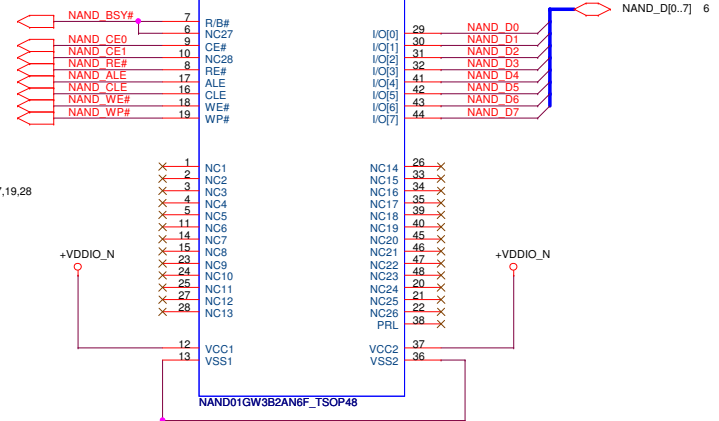 NAND_D[0..7] 6
NAND_BSY# 7 R/B#
6 NC27
NAND_CE0 9 CE#
NAND_CE1 10 NC28
NAND_RE# 8 RE#
NAND_ALE 17 ALE
NAND_CLE 16 CLE
NAND_WE# 18 WE#
NAND_WP# 19 WP#
I/O[0] 29 NAND_D0
I/O[1] 30 NAND_D1
I/O[2] 31 NAND_D2
I/O[3] 32 NAND_D3
I/O[4] 41 NAND_D4
I/O[5] 42 NAND_D5
I/O[6] 43 NAND_D6
I/O[7] 44 NAND_D7
,19,28
1 NC1
2 NC2
3 NC3
4 NC4
5 NC5
11 NC6
14 NC7
15 NC8
23 NC9
24 NC10
25 NC11
27 NC12
28 NC13
NC14 26
NC15 33
NC16 34
NC17 35
NC18 39
NC19 40
NC20 45
NC21 46
NC22 47
NC23 48
NC24 20
NC25 21
NC26 22
PRL 38
+VDDIO_N
+VDDIO_N
12 VCC1
13 VSS1
VCC2 37
VSS2 36
NAND01GW3B2AN6F_TSOP48